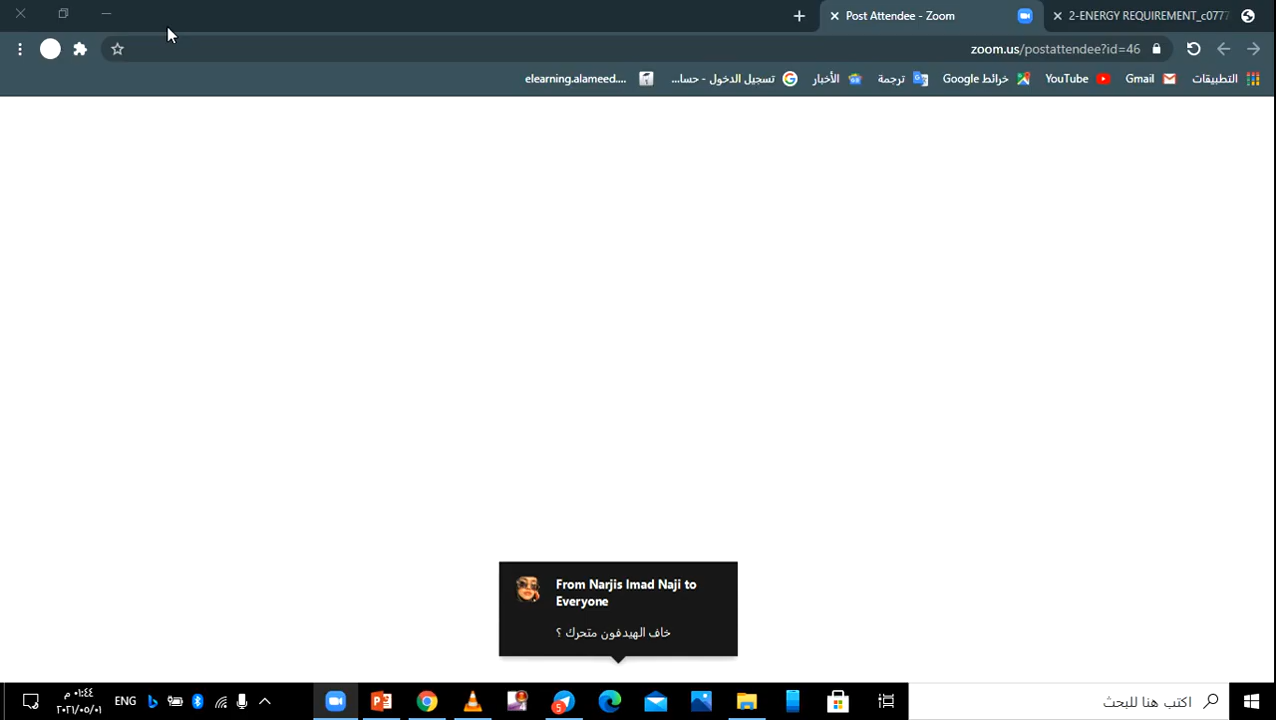 2-ENERGY REQUIREMENT_c0777
Post Attendee - Zoom
zoom.us/postattendee?id=46
التطبيقات
Gmail
YouTube
خرائط Google
ترجمة
الأخبار
تسجيل الدخول - حسا...
elearning.alameed....
From Narjis Imad Naji to
Everyone
خاف الهيدفون متحرك ؟
اكتب هنا للبحث
5
ENG
٠١:٤٤ م
٢٠٢١/٠٥/٠١